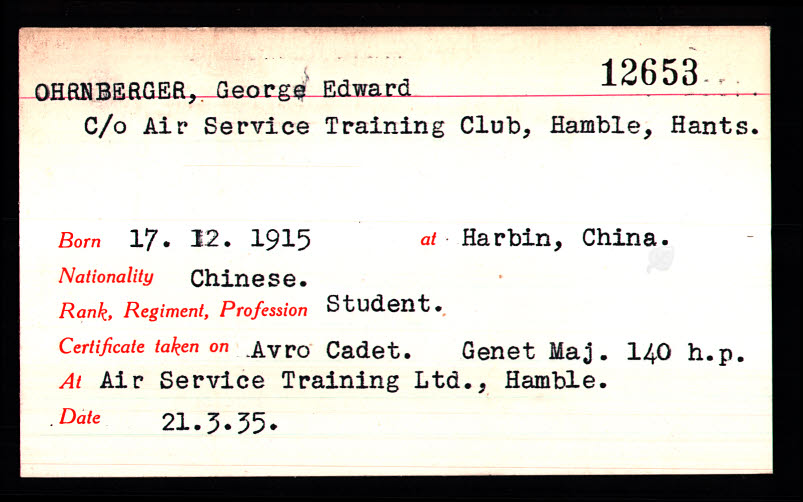 12653
OHRNBERGER, George Edward
C/o Air Service Training Club, Hamble, Hants.
Born 17. 12. 1915 at Harbin, China.
Nationality Chinese.
Rank, Regiment, Profession Student.
Certificate taken on Avro Cadet. Genet Maj. 140 h.p.
At Air Service Training Ltd., Hamble.
Date 21.3.35.